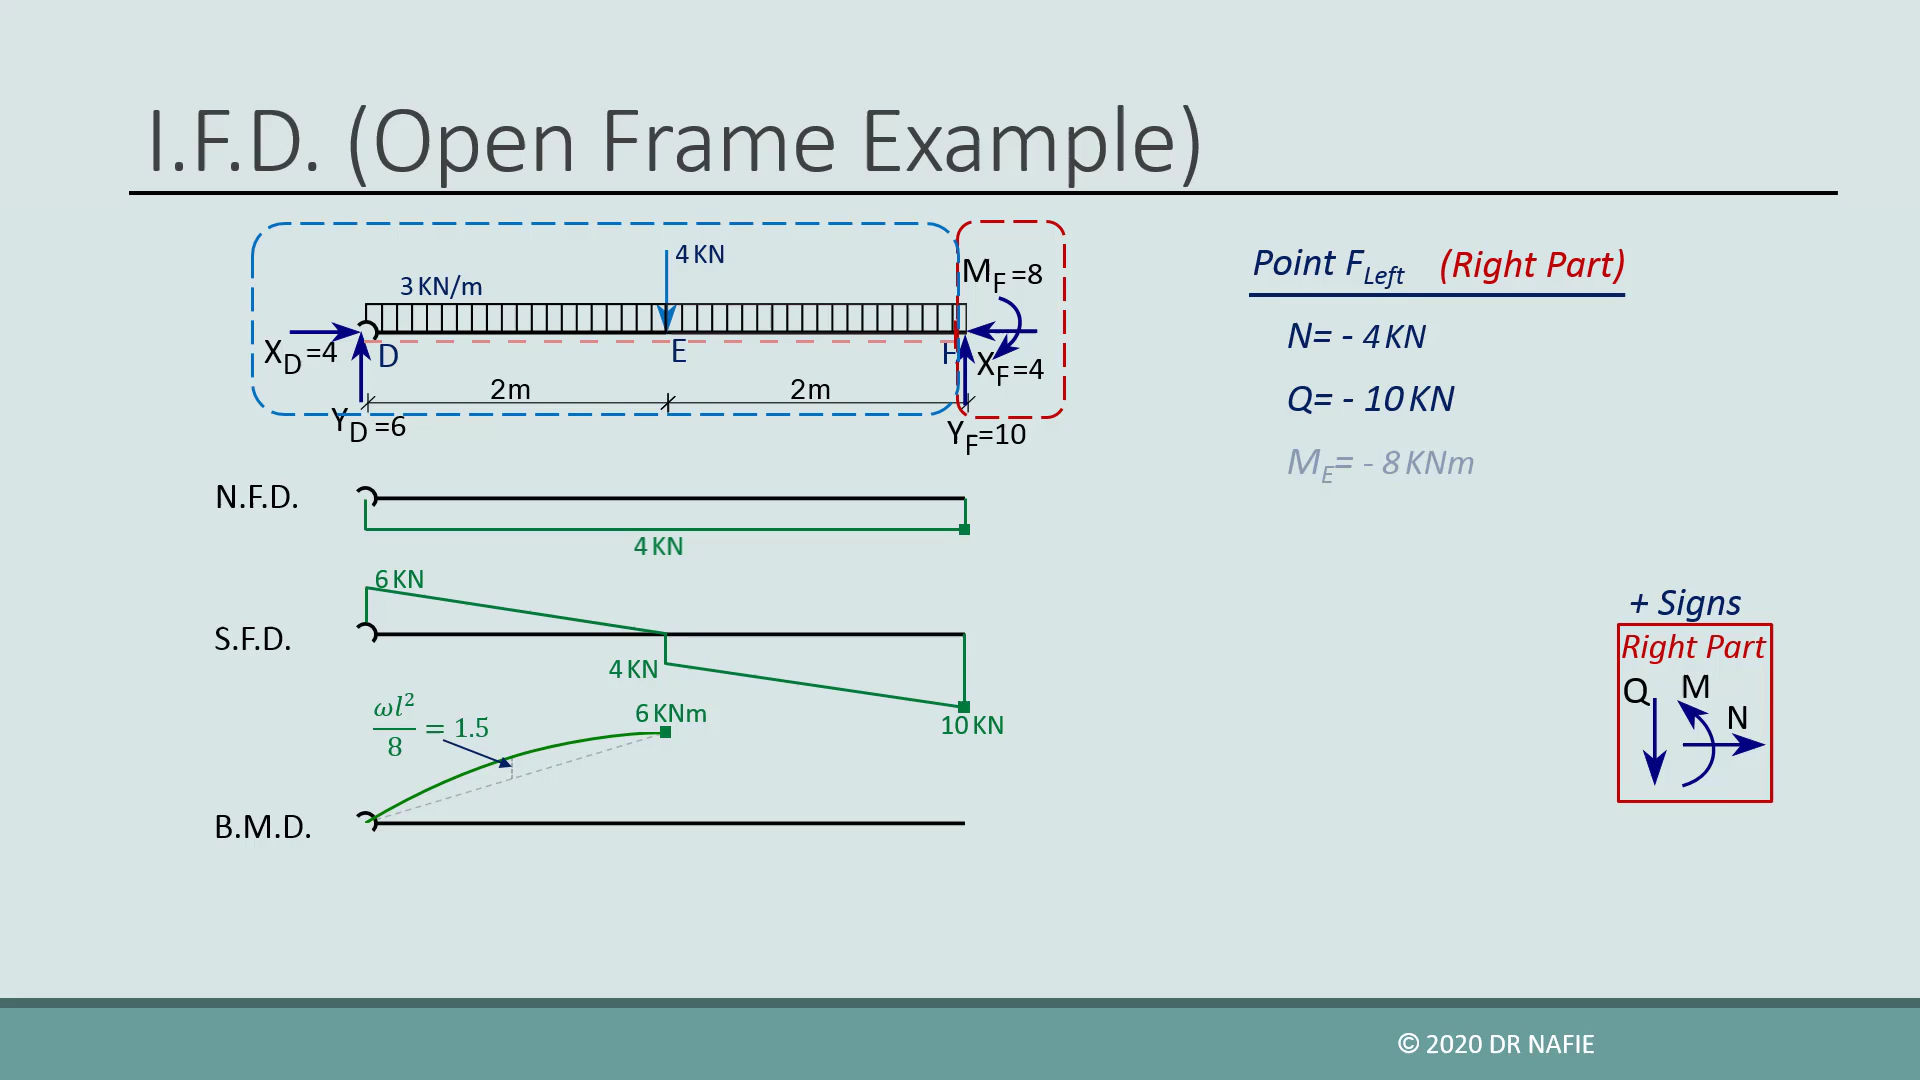 I.F.D. (Open Frame Example)
4 KN
3 KN/m
M_F =8
X_D =4
D
E
F
X_F =4
2m
2m
Y_D =6
Y_F =10
Point F_Left (Right Part)
N= - 4 KN
Q= - 10 KN
M_E= - 8 KNm
N.F.D.
4 KN
6 KN
S.F.D.
4 KN
10 KN
ωl²/8 = 1.5
6 KNm
B.M.D.
+ Signs
Right Part
Q M
N
© 2020 DR NAFIE